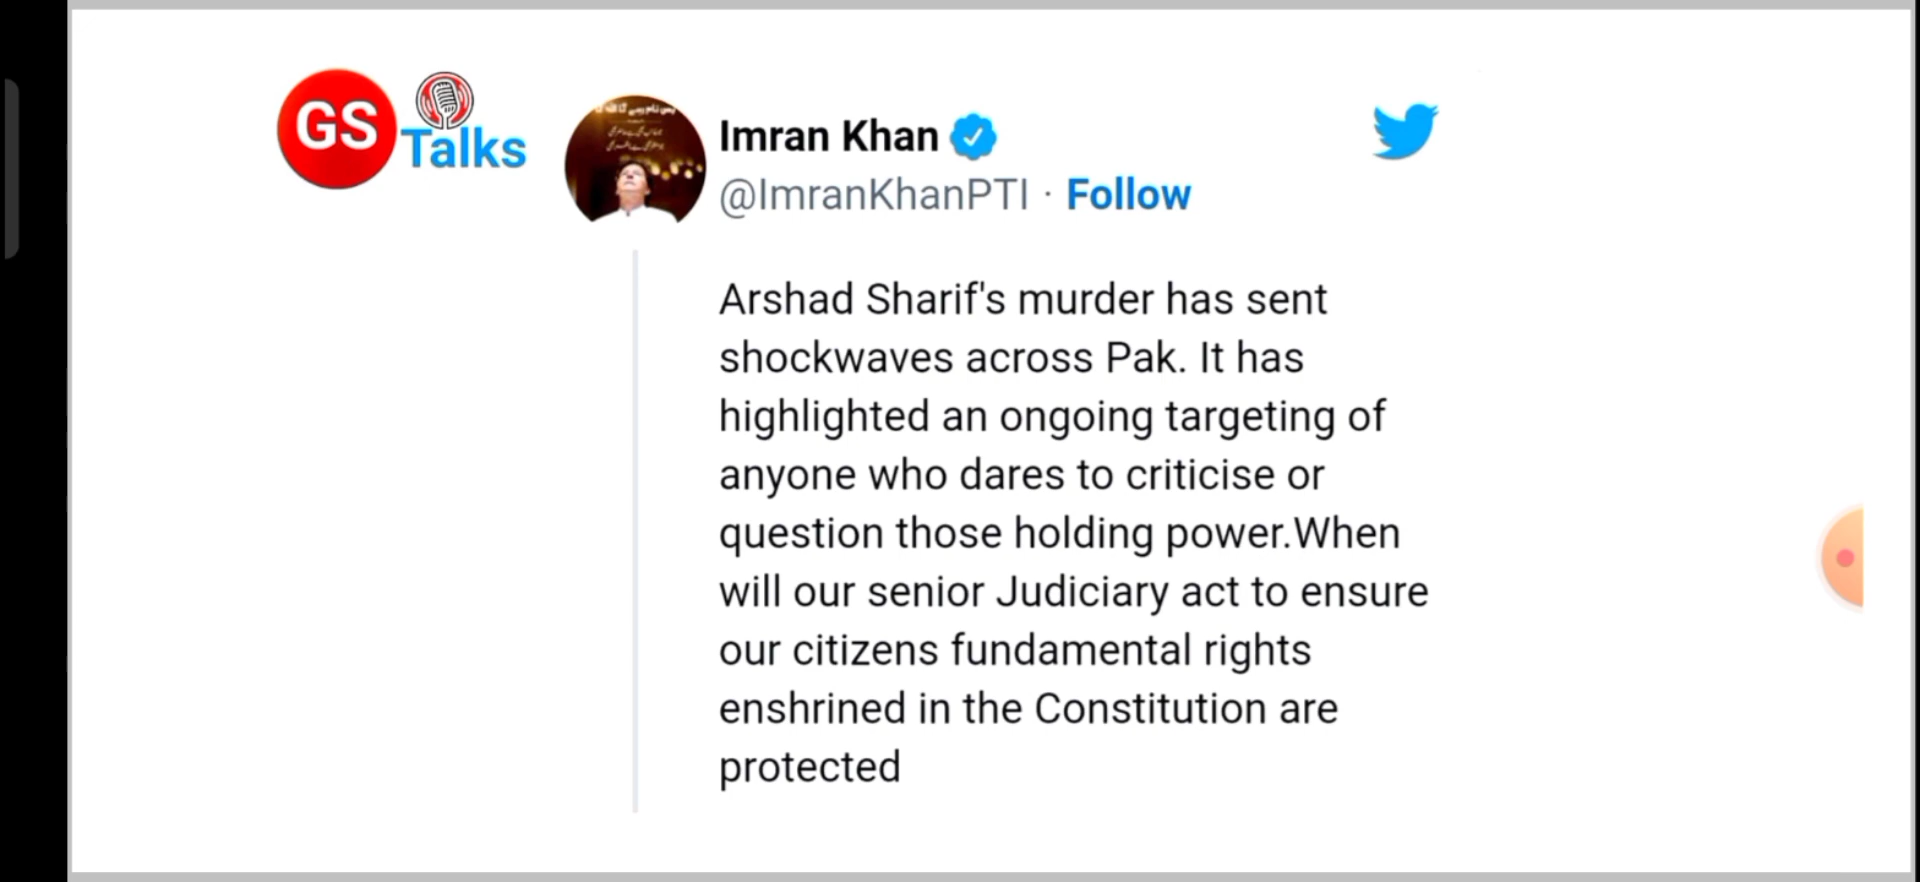 GS
Talks
Imran Khan
@ImranKhanPTI · Follow
Arshad Sharif's murder has sent
shockwaves across Pak. It has
highlighted an ongoing targeting of
anyone who dares to criticise or
question those holding power.When
will our senior Judiciary act to ensure
our citizens fundamental rights
enshrined in the Constitution are
protected